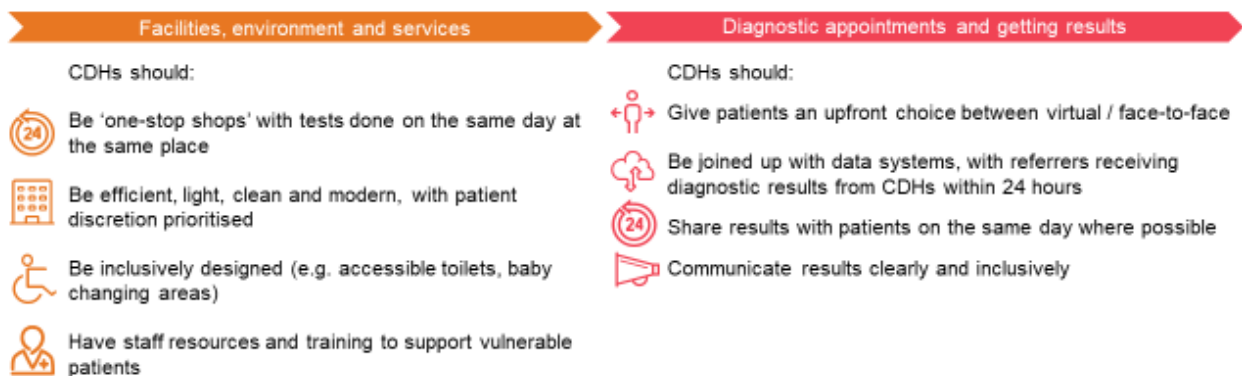 Facilities, environment and services
CDHs should:
24
Be ‘one-stop shops’ with tests done on the same day at
the same place
Be efficient, light, clean and modern, with patient
discretion prioritised
Be inclusively designed (e.g. accessible toilets, baby
changing areas)
Have staff resources and training to support vulnerable
patients
Diagnostic appointments and getting results
CDHs should:
Give patients an upfront choice between virtual / face-to-face
Be joined up with data systems, with referrers receiving
diagnostic results from CDHs within 24 hours
24
Share results with patients on the same day where possible
Communicate results clearly and inclusively